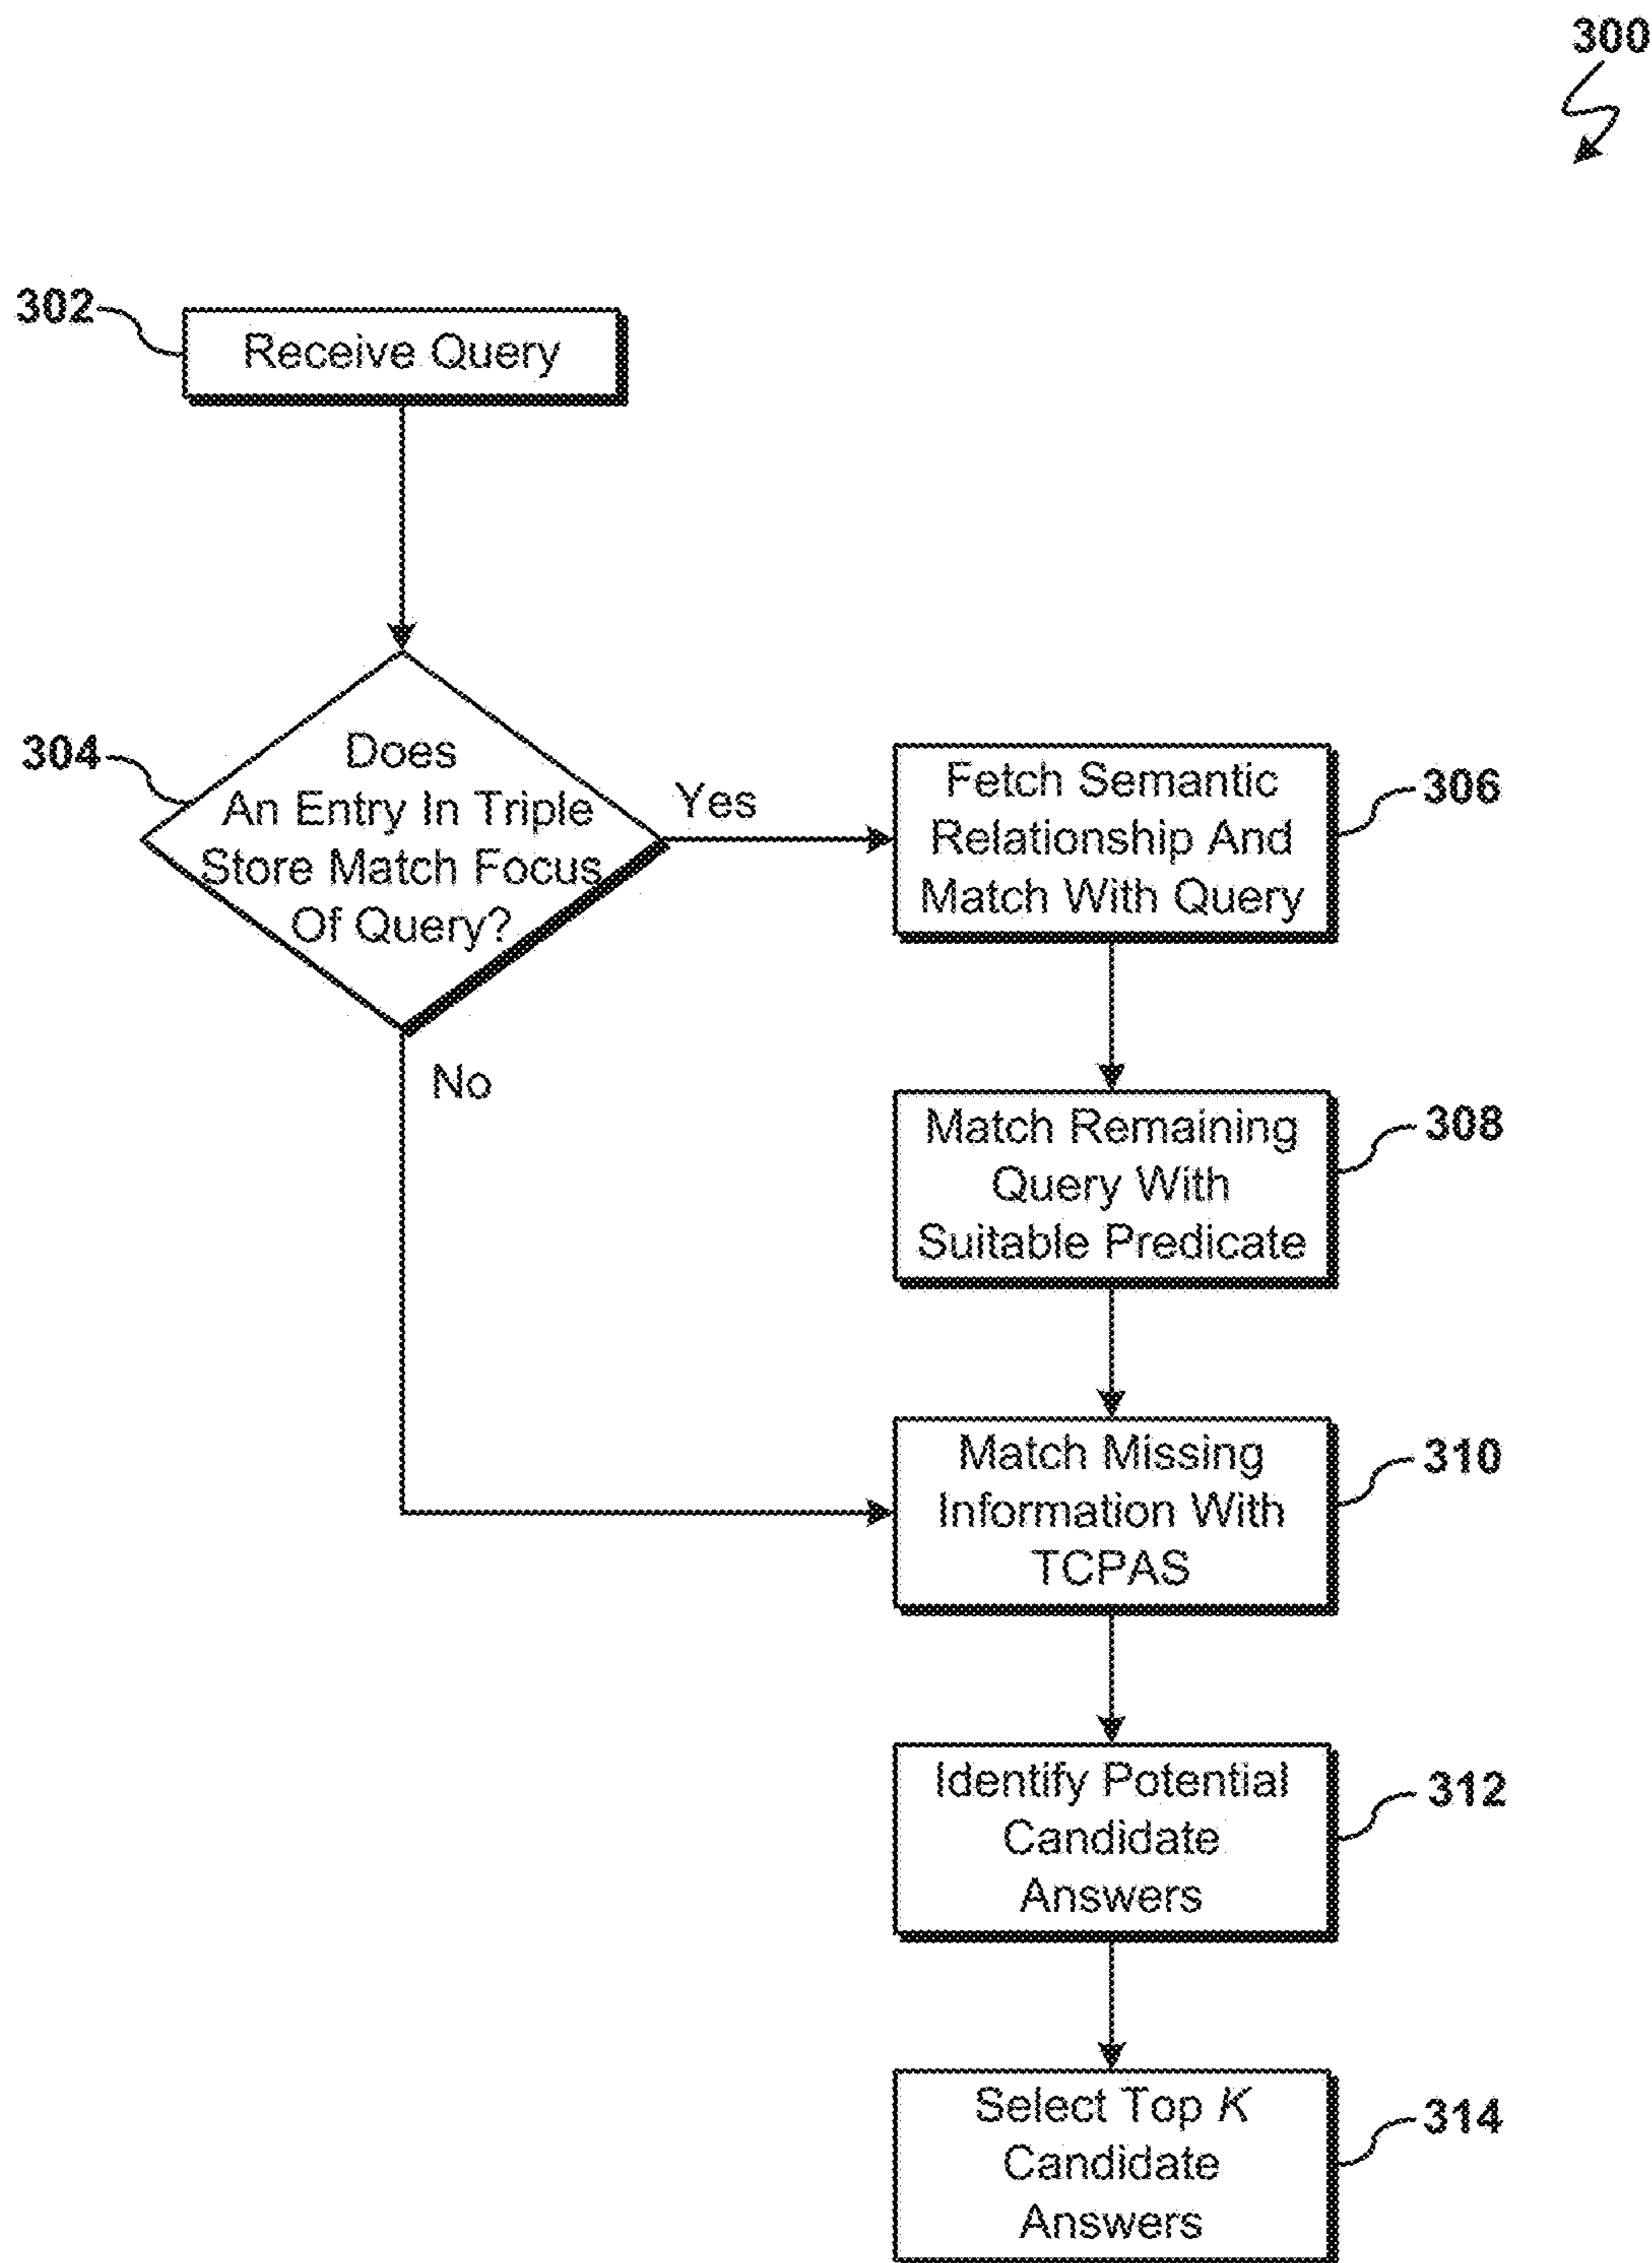 300
302
Receive Query
304
Does
An Entry In Triple
Store Match Focus
Of Query?
Yes
No
Fetch Semantic
Relationship And
Match With Query
306
Match Remaining
Query With
Suitable Predicate
308
Match Missing
Information With
TCPAS
310
Identify Potential
Candidate
Answers
312
Select Top K
Candidate
Answers
314